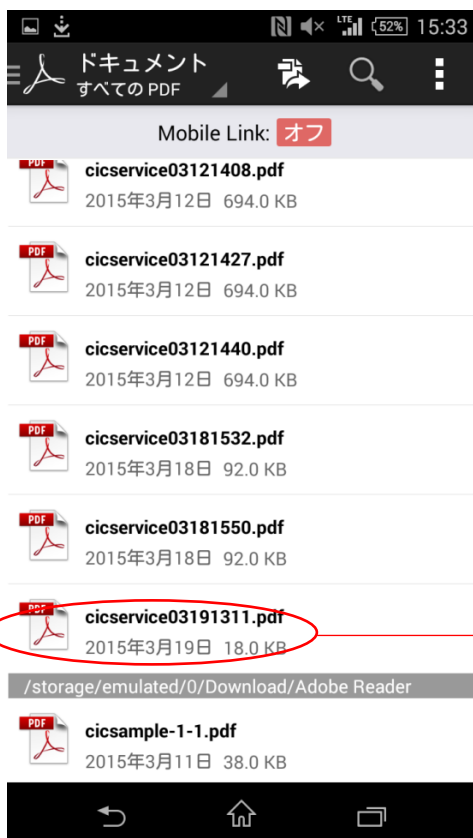 LTE 52% 15:33
ドキュメント
すべての PDF
Mobile Link: オフ
PDF cicservice03121408.pdf
2015年3月12日 694.0 KB
PDF cicservice03121427.pdf
2015年3月12日 694.0 KB
PDF cicservice03121440.pdf
2015年3月12日 694.0 KB
PDF cicservice03181532.pdf
2015年3月18日 92.0 KB
PDF cicservice03181550.pdf
2015年3月18日 92.0 KB
PDF cicservice03191311.pdf
2015年3月19日 18.0 KB
/storage/emulated/0/Download/Adobe Reader
PDF cicsample-1-1.pdf
2015年3月11日 38.0 KB